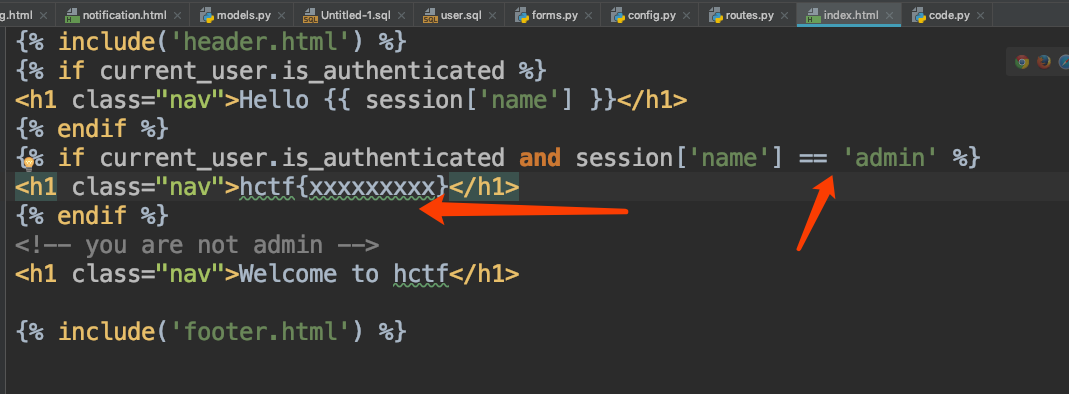 g.html notification.html models.py Untitled-1.sql user.sql forms.py config.py routes.py index.html code.py
{% include('header.html') %}
{% if current_user.is_authenticated %}
<h1 class="nav">Hello {{ session['name'] }}</h1>
{% endif %}
{% if current_user.is_authenticated and session['name'] == 'admin' %}
<h1 class="nav">hctf{xxxxxxxxx}</h1>
{% endif %}
<!-- you are not admin -->
<h1 class="nav">Welcome to hctf</h1>
{% include('footer.html') %}